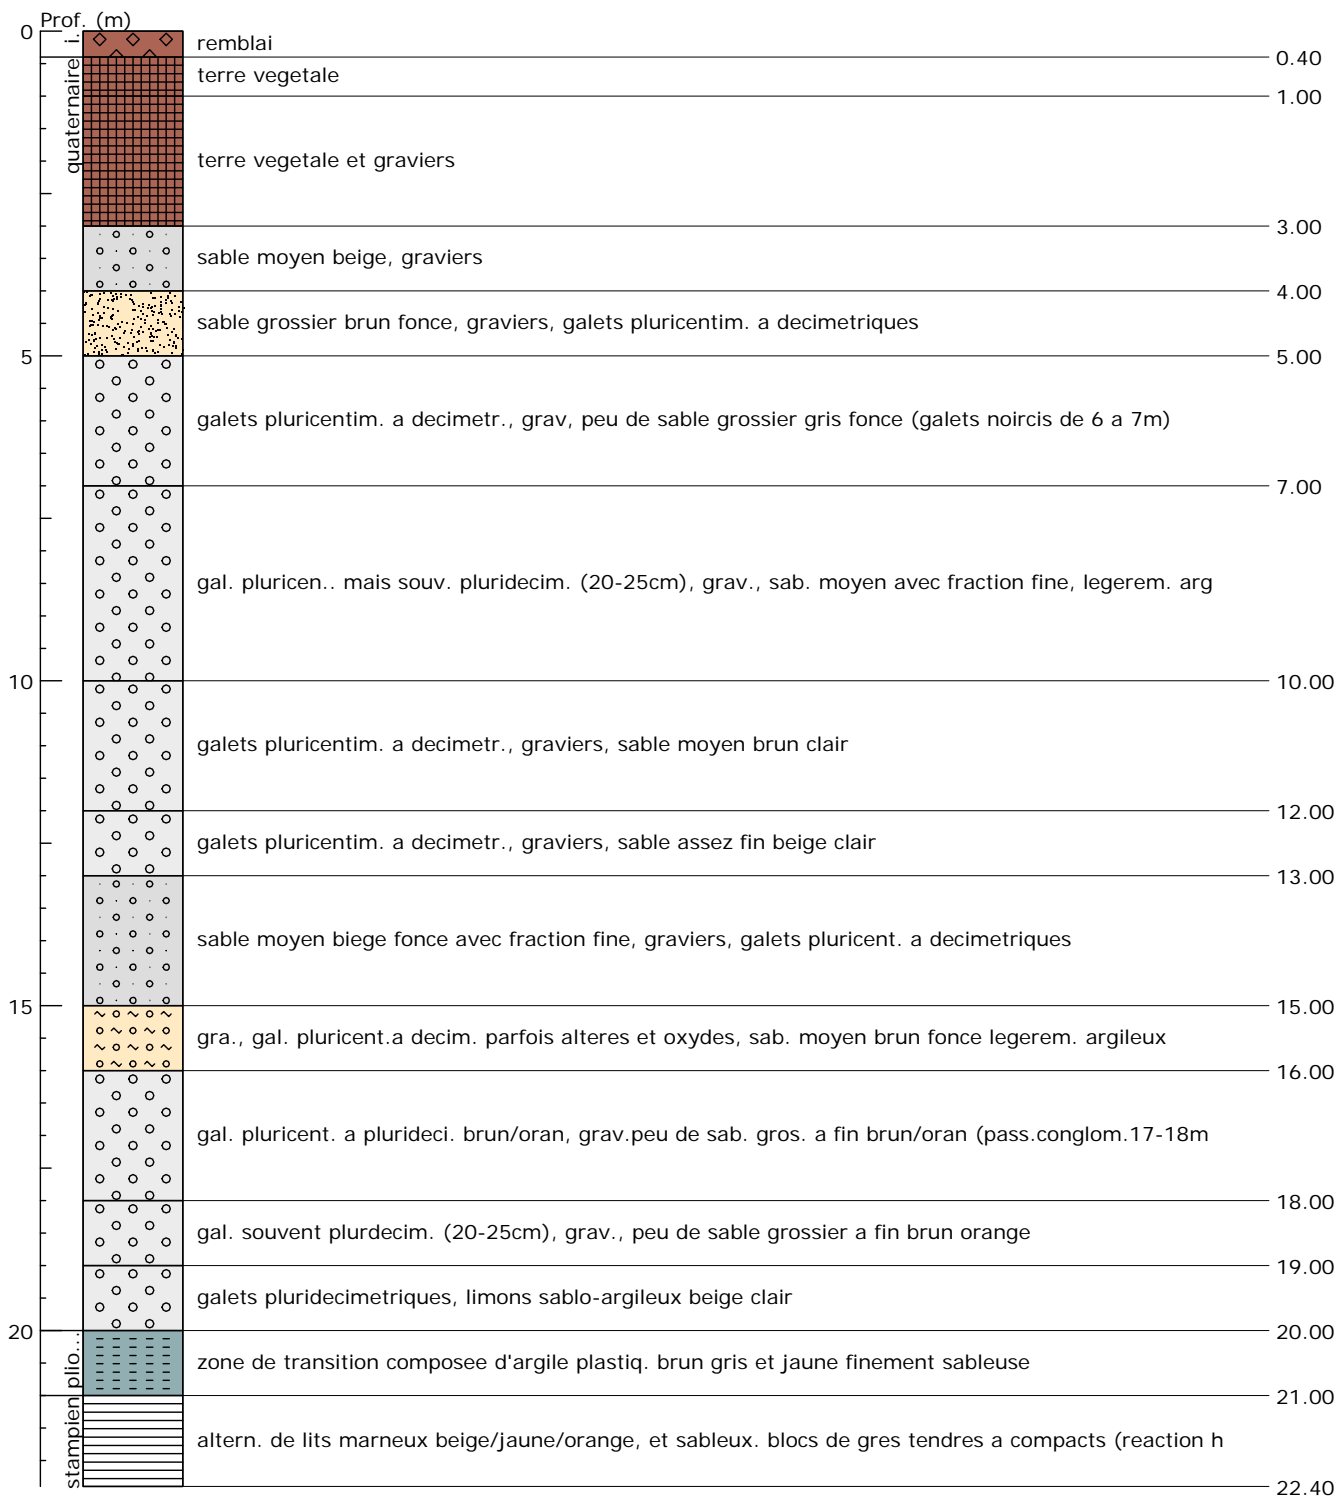 Prof. (m)
0
quaternaire i.
remblai
0.40
terre vegetale
1.00
terre vegetale et graviers
3.00
sable moyen beige, graviers
4.00
sable grossier brun fonce, graviers, galets pluricentim. a decimetriques
5
5.00
galets pluricentim. a decimetr., grav, peu de sable grossier gris fonce (galets noircis de 6 a 7m)
7.00
gal. pluricen.. mais souv. pluridecim. (20-25cm), grav., sab. moyen avec fraction fine, legerem. arg
10
10.00
galets pluricentim. a decimetr., graviers, sable moyen brun clair
12.00
galets pluricentim. a decimetr., graviers, sable assez fin beige clair
13.00
sable moyen biege fonce avec fraction fine, graviers, galets pluricent. a decimetriques
15
15.00
gra., gal. pluricent.a decim. parfois alteres et oxydes, sab. moyen brun fonce legerem. argileux
16.00
gal. pluricent. a plurideci. brun/oran, grav.peu de sab. gros. a fin brun/oran (pass.conglom.17-18m
18.00
gal. souvent plurdecim. (20-25cm), grav., peu de sable grossier a fin brun orange
19.00
galets pluridecimetriques, limons sablo-argileux beige clair
20
20.00
plio...
zone de transition composee d'argile plastiq. brun gris et jaune finement sableuse
21.00
stampien
altern. de lits marneux beige/jaune/orange, et sableux. blocs de gres tendres a compacts (reaction h
22.40